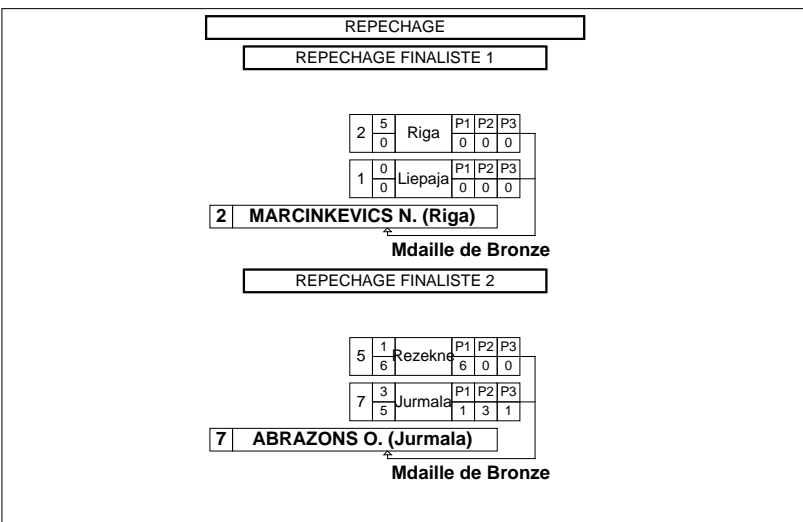 REPECHAGE
REPECHAGE FINALISTE 1
2 5 Riga P1 P2 P3
0 0 0 0
1 0 Liepaja P1 P2 P3
0 0 0 0
2 MARCINKEVICS N. (Riga)
Mdaille de Bronze
REPECHAGE FINALISTE 2
5 1 Rezekne P1 P2 P3
6 6 0 0
7 3 Jurmala P1 P2 P3
5 1 3 1
7 ABRAZONS O. (Jurmala)
Mdaille de Bronze